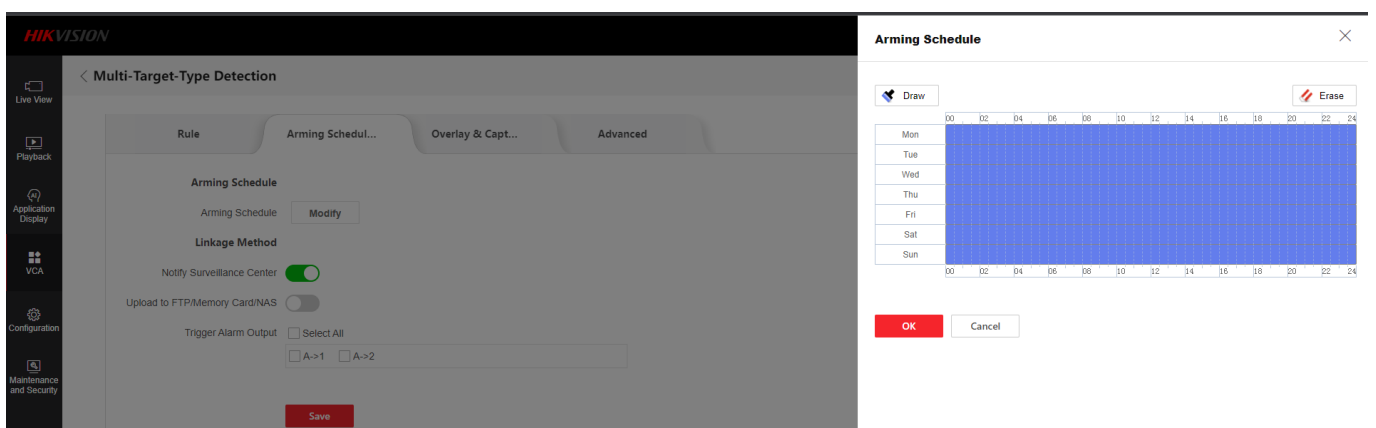 HIKVISION
Live View
Playback
Application
Display
VCA
Configuration
Maintenance
and Security
< Multi-Target-Type Detection
Rule
Arming Schedul...
Overlay & Capt...
Advanced
Arming Schedule
Arming Schedule Modify
Linkage Method
Notify Surveillance Center
Upload to FTP/Memory Card/NAS
Trigger Alarm Output Select All
A->1 A->2
Save
Arming Schedule
Draw Erase
00 02 04 06 08 10 12 14 16 18 20 22 24
Mon
Tue
Wed
Thu
Fri
Sat
Sun
00 02 04 06 08 10 12 14 16 18 20 22 24
OK Cancel